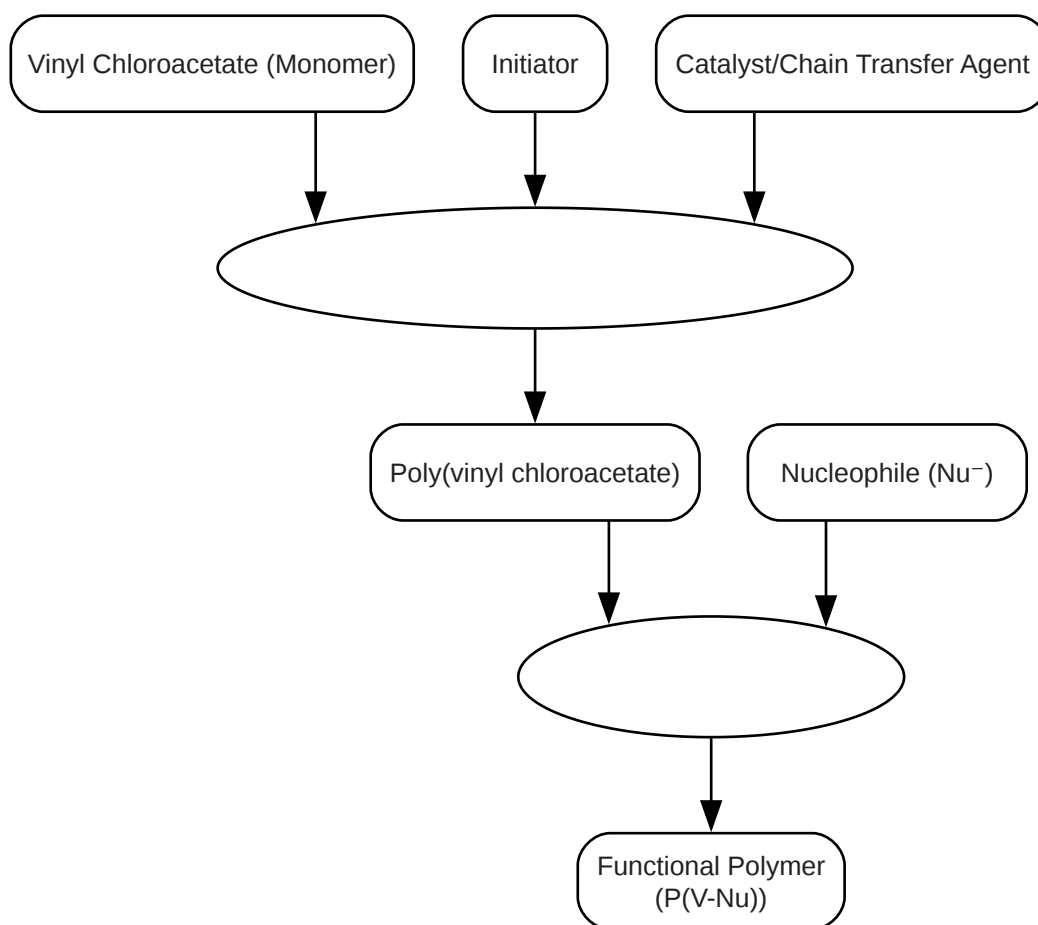 Vinyl Chloroacetate (Monomer)
Initiator
Catalyst/Chain Transfer Agent
Poly(vinyl chloroacetate)
Nucleophile (Nu⁻)
Functional Polymer
(P(V-Nu))